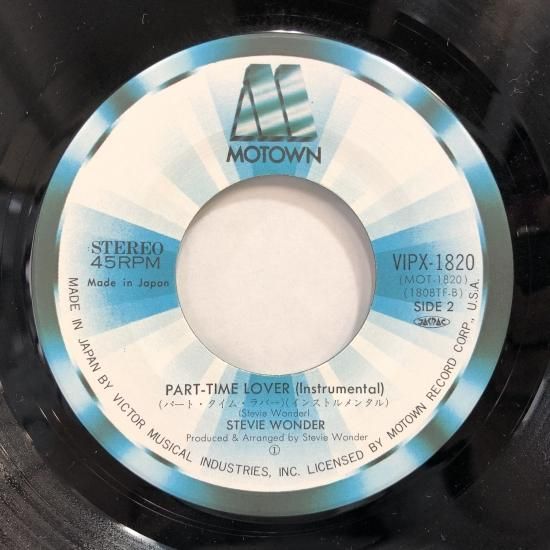 MOTOWN
STEREO
45RPM
Made in Japan
VIPX-1820
(MOT-1820)
(1808TF-B)
SIDE 2
JASRAC
PART-TIME LOVER (Instrumental)
(パート・タイム・ラバー)(インストルメンタル)
(Stevie Wonder)
STEVIE WONDER
Produced & Arranged by Stevie Wonder
①
MADE IN JAPAN BY VICTOR MUSICAL INDUSTRIES, INC. LICENSED BY MOTOWN RECORD CORP., U.S.A.